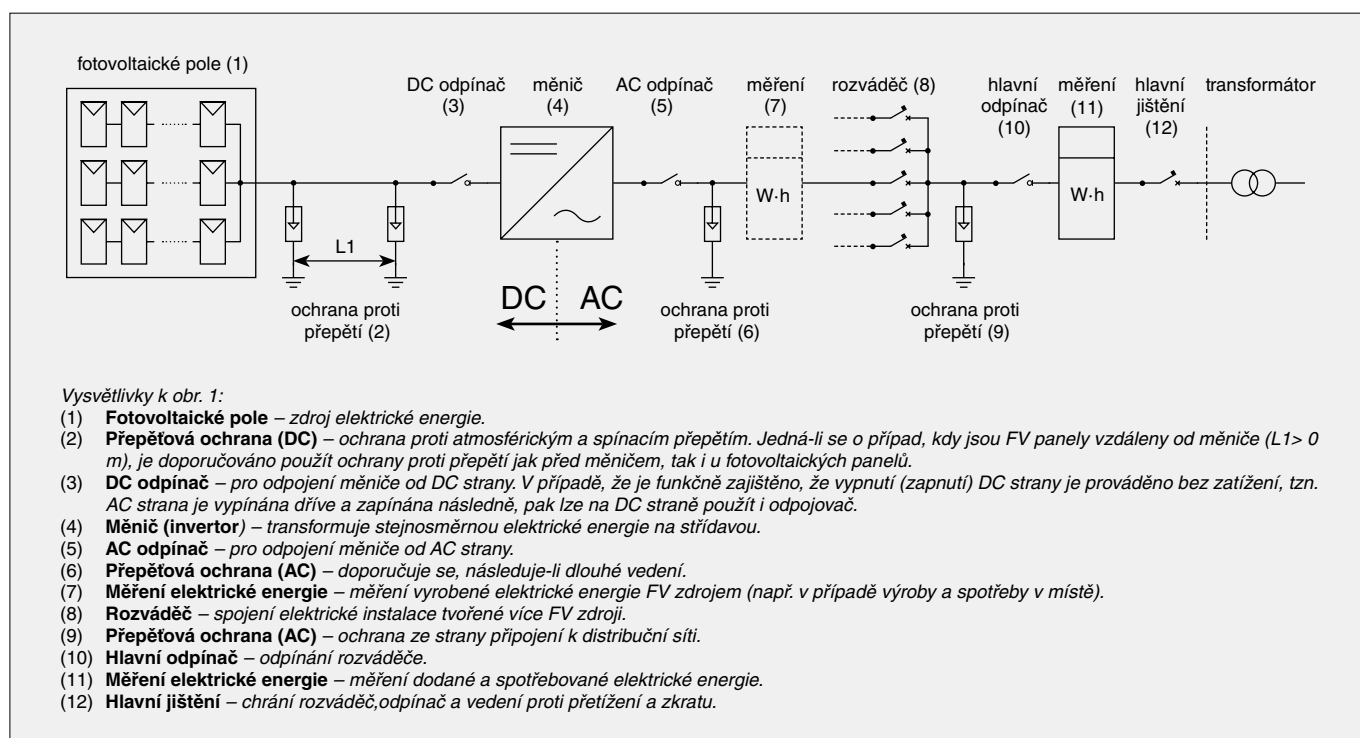 fotovoltaické pole (1)
DC odpínač
(3)
měnič
(4)
AC odpínač
(5)
měření
(7)
rozváděč (8)
hlavní
odpínač
(10)
měření
(11)
hlavní
jištění
(12)
transformátor
W·h
W·h
L1
ochrana proti
přepětí (2)
DC AC
ochrana proti
přepětí (6)
ochrana proti
přepětí (9)
Vysvětlivky k obr. 1:
(1) Fotovoltaické pole – zdroj elektrické energie.
(2) Přepěťová ochrana (DC) – ochrana proti atmosférickým a spínacím přepětím. Jedná-li se o případ, kdy jsou FV panely vzdáleny od měniče (L1> 0
m), je doporučováno použít ochrany proti přepětí jak před měničem, tak i u fotovoltaických panelů.
(3) DC odpínač – pro odpojení měniče od DC strany. V případě, že je funkčně zajištěno, že vypnutí (zapnutí) DC strany je prováděno bez zatížení, tzn.
AC strana je vypínána dříve a zapínána následně, pak lze na DC straně použít i odpojovač.
(4) Měnič (invertor) – transformuje stejnosměrnou elektrické energie na střídavou.
(5) AC odpínač – pro odpojení měniče od AC strany.
(6) Přepěťová ochrana (AC) – doporučuje se, následuje-li dlouhé vedení.
(7) Měření elektrické energie – měření vyrobené elektrické energie FV zdrojem (např. v případě výroby a spotřeby v místě).
(8) Rozváděč – spojení elektrické instalace tvořené více FV zdroji.
(9) Přepěťová ochrana (AC) – ochrana ze strany připojení k distribuční síti.
(10) Hlavní odpínač – odpínání rozváděče.
(11) Měření elektrické energie – měření dodané a spotřebované elektrické energie.
(12) Hlavní jištění – chrání rozváděč,odpínač a vedení proti přetížení a zkratu.